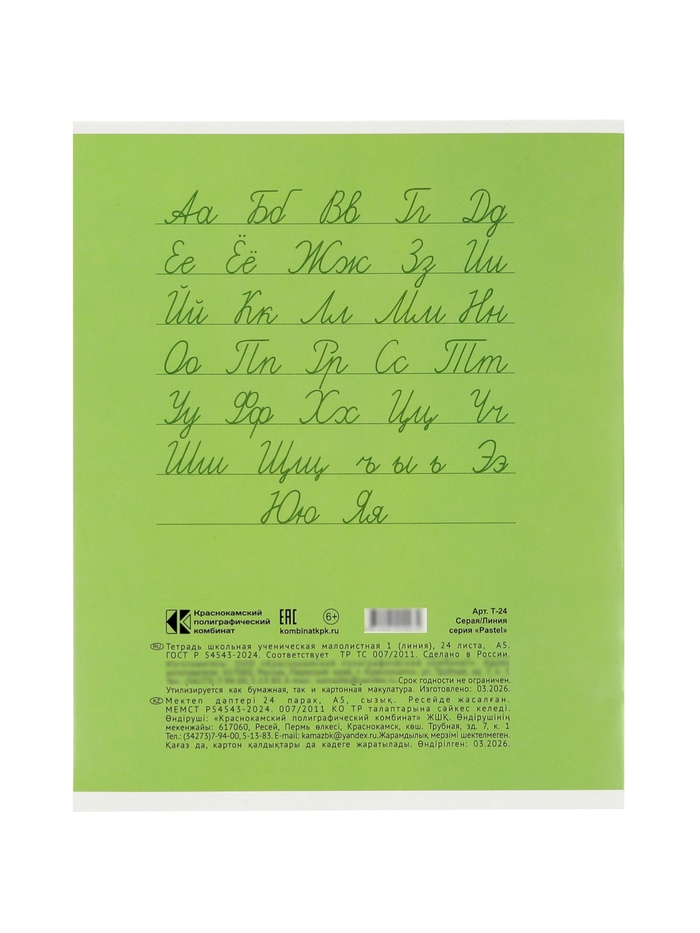 Аа Бб Вв Гг Дд
Ее Ёё Жж Зз Ии
Йй Кк Лл Мм Нн
Оо Пп Рр Сс Тт
Уу Фф Хх Цц Чч
Шш Щщ ъ ы ь Ээ
Юю Яя
Краснокамский
полиграфический
комбинат
ЕАС
kombinatkpk.ru
6+
Арт. Т-24
Серая/Линия
серия «Pastel»
RU Тетрадь школьная ученическая малолистная 1 (линия), 24 листа, А5.
ГОСТ Р 54543-2024. Соответствует ТР ТС 007/2011. Сделано в России.
Срок годности не ограничен.
Утилизируется как бумажная, так и картонная макулатура. Изготовлено: 03.2026.
KZ Мектеп дәптері 24 парақ, А5, сызық. Ресейде жасалған.
МЕМСТ Р54543-2024. 007/2011 КО ТР талаптарына сәйкес келеді.
Өндіруші: «Краснокамский полиграфический комбинат» ЖШҚ. Өндірушінің
мекенжайы: 617060, Ресей, Пермь өлкесі, Краснокамск, көш. Трубная, зд. 7, к. 1
Тел.: (34273)7-94-00, 5-13-83. E-mail: kamazbk@yandex.ru. Жарамдылық мерзімі шектелмеген.
Қағаз да, картон қалдықтары да кәдеге жаратылады. Өндірілген: 03.2026.